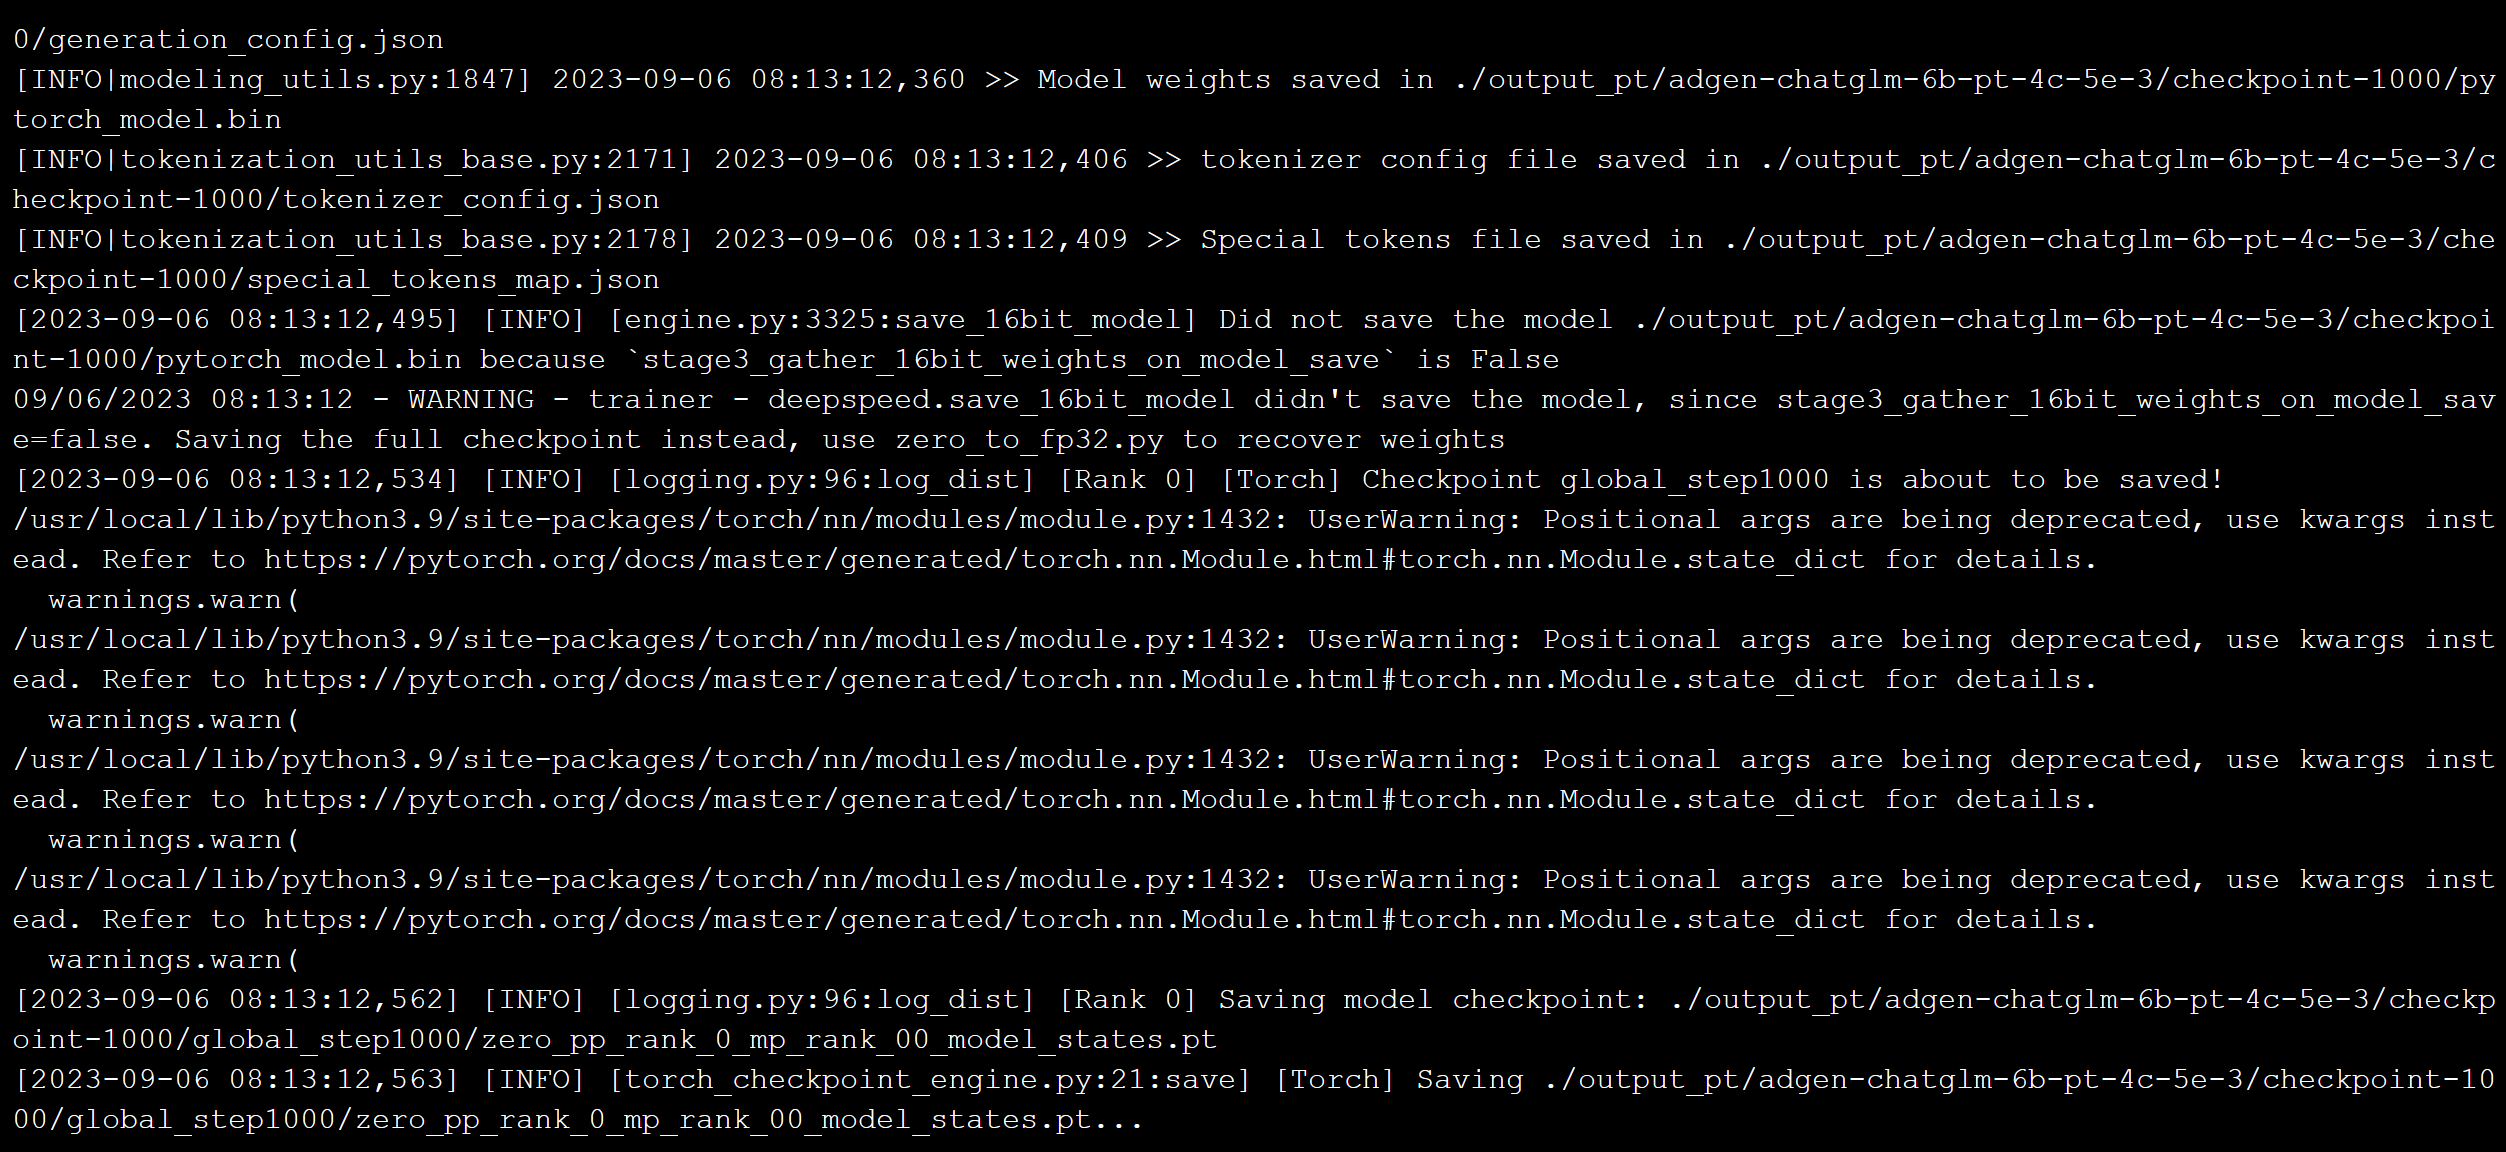 0/generation_config.json
[INFO|modeling_utils.py:1847] 2023-09-06 08:13:12,360 >> Model weights saved in ./output_pt/adgen-chatglm-6b-pt-4c-5e-3/checkpoint-1000/py
torch_model.bin
[INFO|tokenization_utils_base.py:2171] 2023-09-06 08:13:12,406 >> tokenizer config file saved in ./output_pt/adgen-chatglm-6b-pt-4c-5e-3/c
heckpoint-1000/tokenizer_config.json
[INFO|tokenization_utils_base.py:2178] 2023-09-06 08:13:12,409 >> Special tokens file saved in ./output_pt/adgen-chatglm-6b-pt-4c-5e-3/che
ckpoint-1000/special_tokens_map.json
[2023-09-06 08:13:12,495] [INFO] [engine.py:3325:save_16bit_model] Did not save the model ./output_pt/adgen-chatglm-6b-pt-4c-5e-3/checkpoi
nt-1000/pytorch_model.bin because `stage3_gather_16bit_weights_on_model_save` is False
09/06/2023 08:13:12 - WARNING - trainer - deepspeed.save_16bit_model didn't save the model, since stage3_gather_16bit_weights_on_model_sav
e=false. Saving the full checkpoint instead, use zero_to_fp32.py to recover weights
[2023-09-06 08:13:12,534] [INFO] [logging.py:96:log_dist] [Rank 0] [Torch] Checkpoint global_step1000 is about to be saved!
/usr/local/lib/python3.9/site-packages/torch/nn/modules/module.py:1432: UserWarning: Positional args are being deprecated, use kwargs inst
ead. Refer to https://pytorch.org/docs/master/generated/torch.nn.Module.html#torch.nn.Module.state_dict for details.
  warnings.warn(
/usr/local/lib/python3.9/site-packages/torch/nn/modules/module.py:1432: UserWarning: Positional args are being deprecated, use kwargs inst
ead. Refer to https://pytorch.org/docs/master/generated/torch.nn.Module.html#torch.nn.Module.state_dict for details.
  warnings.warn(
/usr/local/lib/python3.9/site-packages/torch/nn/modules/module.py:1432: UserWarning: Positional args are being deprecated, use kwargs inst
ead. Refer to https://pytorch.org/docs/master/generated/torch.nn.Module.html#torch.nn.Module.state_dict for details.
  warnings.warn(
/usr/local/lib/python3.9/site-packages/torch/nn/modules/module.py:1432: UserWarning: Positional args are being deprecated, use kwargs inst
ead. Refer to https://pytorch.org/docs/master/generated/torch.nn.Module.html#torch.nn.Module.state_dict for details.
  warnings.warn(
[2023-09-06 08:13:12,562] [INFO] [logging.py:96:log_dist] [Rank 0] Saving model checkpoint: ./output_pt/adgen-chatglm-6b-pt-4c-5e-3/checkp
oint-1000/global_step1000/zero_pp_rank_0_mp_rank_00_model_states.pt
[2023-09-06 08:13:12,563] [INFO] [torch_checkpoint_engine.py:21:save] [Torch] Saving ./output_pt/adgen-chatglm-6b-pt-4c-5e-3/checkpoint-10
00/global_step1000/zero_pp_rank_0_mp_rank_00_model_states.pt...